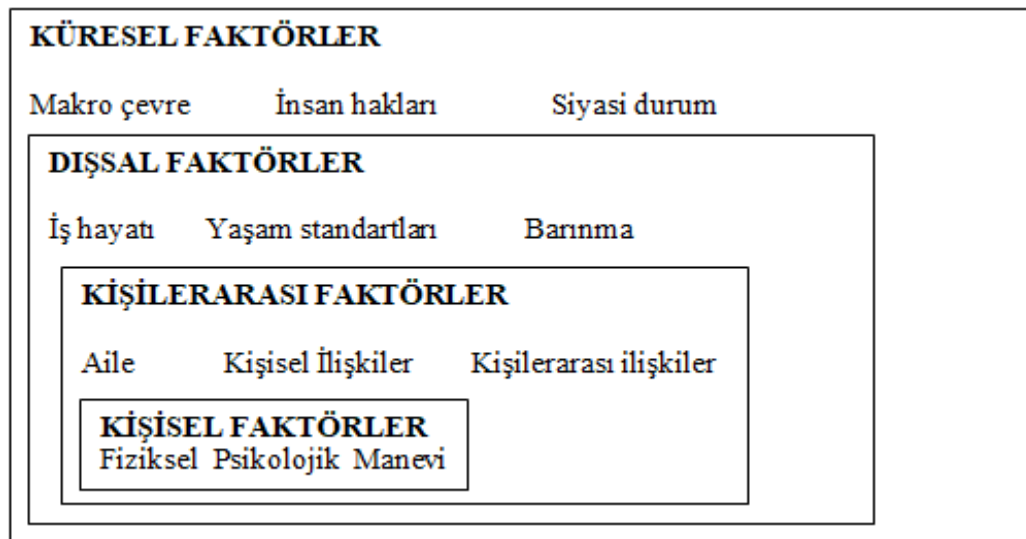 KÜRESEL FAKTÖRLER
Makro çevre İnsan hakları Siyasi durum
DIŞSAL FAKTÖRLER
İş hayatı Yaşam standartları Barınma
KİŞİLERARASI FAKTÖRLER
Aile Kişisel İlişkiler Kişilerarası ilişkiler
KİŞİSEL FAKTÖRLER
Fiziksel Psikolojik Manevi